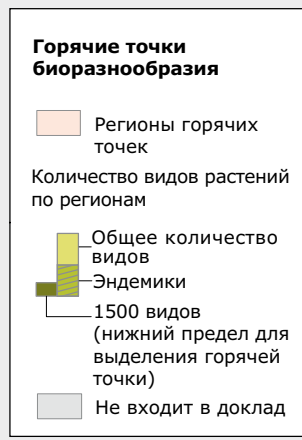 Горячие точки
биоразнообразия
Регионы горячих
точек
Количество видов растений
по регионам
Общее количество
видов
Эндемики
1500 видов
(нижний предел для
выделения горячей
точки)
Не входит в доклад